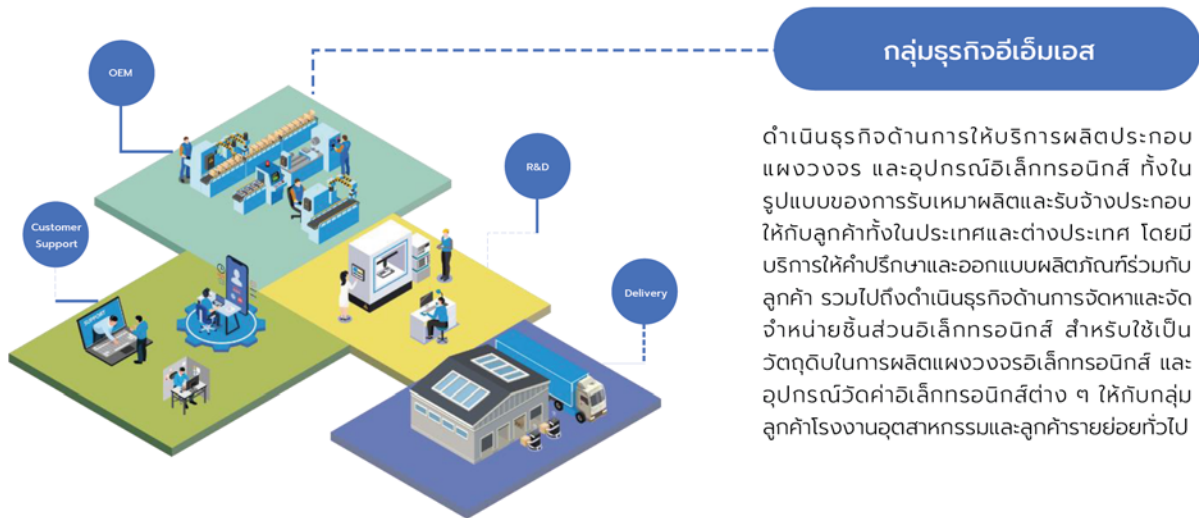 OEM
กลุ่มธุรกิจอีเอ็มเอส
ดำเนินธุรกิจด้านการให้บริการผลิตประกอบ
แผงวงจร และอุปกรณ์อิเล็กทรอนิกส์ ทั้งใน
รูปแบบของการรับเหมาผลิตและรับจ้างประกอบ
ให้กับลูกค้าทั้งในประเทศและต่างประเทศ โดยมี
บริการให้คำปรึกษาและออกแบบผลิตภัณฑ์ร่วมกับ
ลูกค้า รวมไปถึงดำเนินธุรกิจด้านการจัดหาและจัด
จำหน่ายชิ้นส่วนอิเล็กทรอนิกส์ สำหรับใช้เป็น
วัตถุดิบในการผลิตแผงวงจรอิเล็กทรอนิกส์ และ
อุปกรณ์วัดค่าอิเล็กทรอนิกส์ต่าง ๆ ให้กับกลุ่ม
ลูกค้าโรงงานอุตสาหกรรมและลูกค้ารายย่อยทั่วไป
R&D
Customer
Support
Delivery
SUPPORT